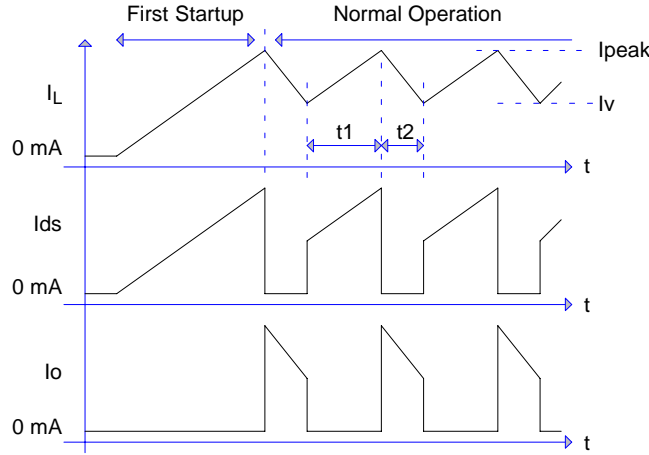 First Startup
Normal Operation
Ipeak
IL
Iv
t1
t2
0 mA
t
Ids
0 mA
t
Io
0 mA
t